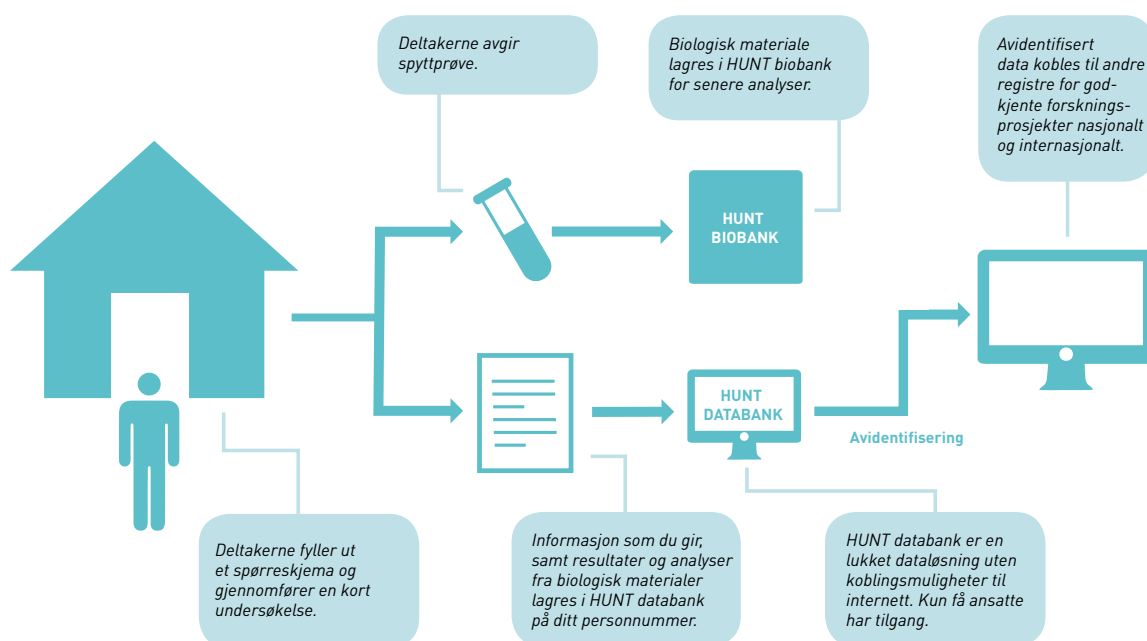 Deltakerne avgir
spyttprøve.
Biologisk materiale
lagres i HUNT biobank
for senere analyser.
Avidentifisert
data kobles til andre
registre for god-
kjente forsknings-
prosjekter nasjonalt
og internasjonalt.
HUNT
BIOBANK
HUNT
DATABANK
Avidentifisering
Deltakerne fyller ut
et spørreskjema og
gjennomfører en kort
undersøkelse.
Informasjon som du gir,
samt resultater og analyser
fra biologisk materialer
lagres i HUNT databank
på ditt personnummer.
HUNT databank er en
lukket dataløsning uten
koblingsmuligheter til
internett. Kun få ansatte
har tilgang.